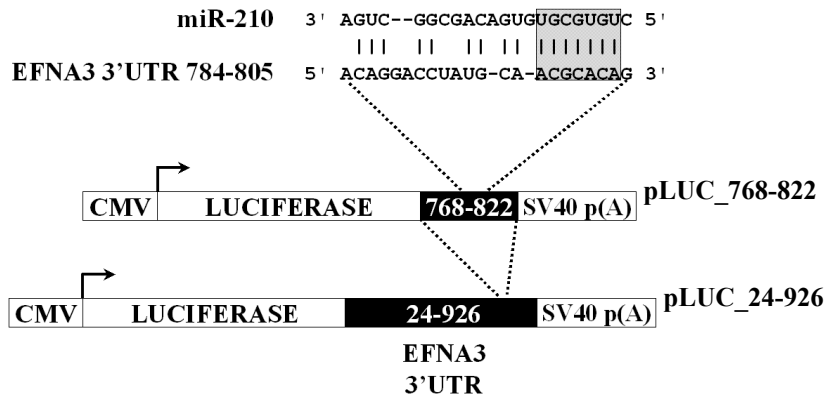 miR-210 3' AGUC--GGCGACAGUGUGCGUGUC 5'
EFNA3 3'UTR 784-805 5' ACAGGACCUAUG-CA-ACGCACAG 3'
CMV LUCIFERASE 768-822 SV40 p(A) pLUC_768-822
CMV LUCIFERASE 24-926 SV40 p(A) pLUC_24-926
EFNA3
3'UTR